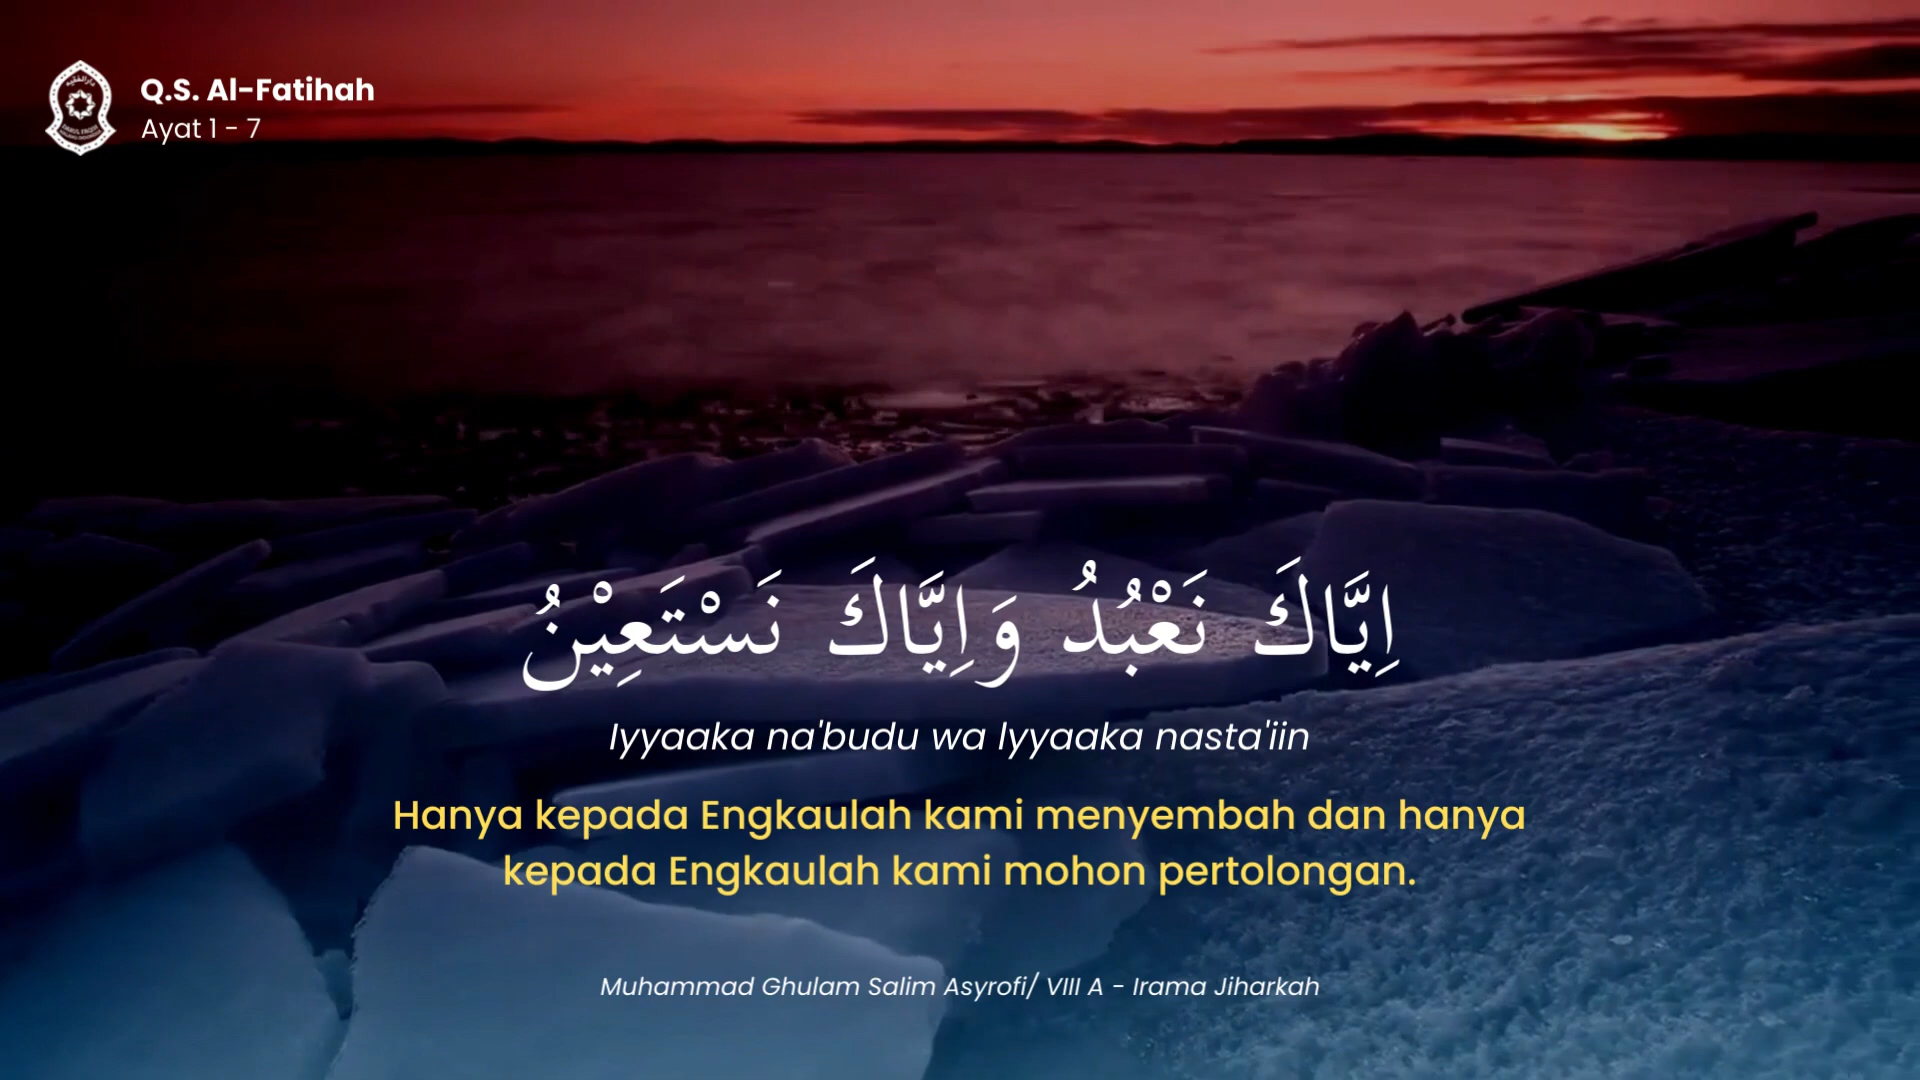 Q.S. Al-Fatihah
Ayat 1 - 7
اِيَّاكَ نَعْبُدُ وَاِيَّاكَ نَسْتَعِيْنُ
Iyyaaka na'budu wa Iyyaaka nasta'iin
Hanya kepada Engkaulah kami menyembah dan hanya
kepada Engkaulah kami mohon pertolongan.
Muhammad Ghulam Salim Asyrofi/ VIII A - Irama Jiharkah